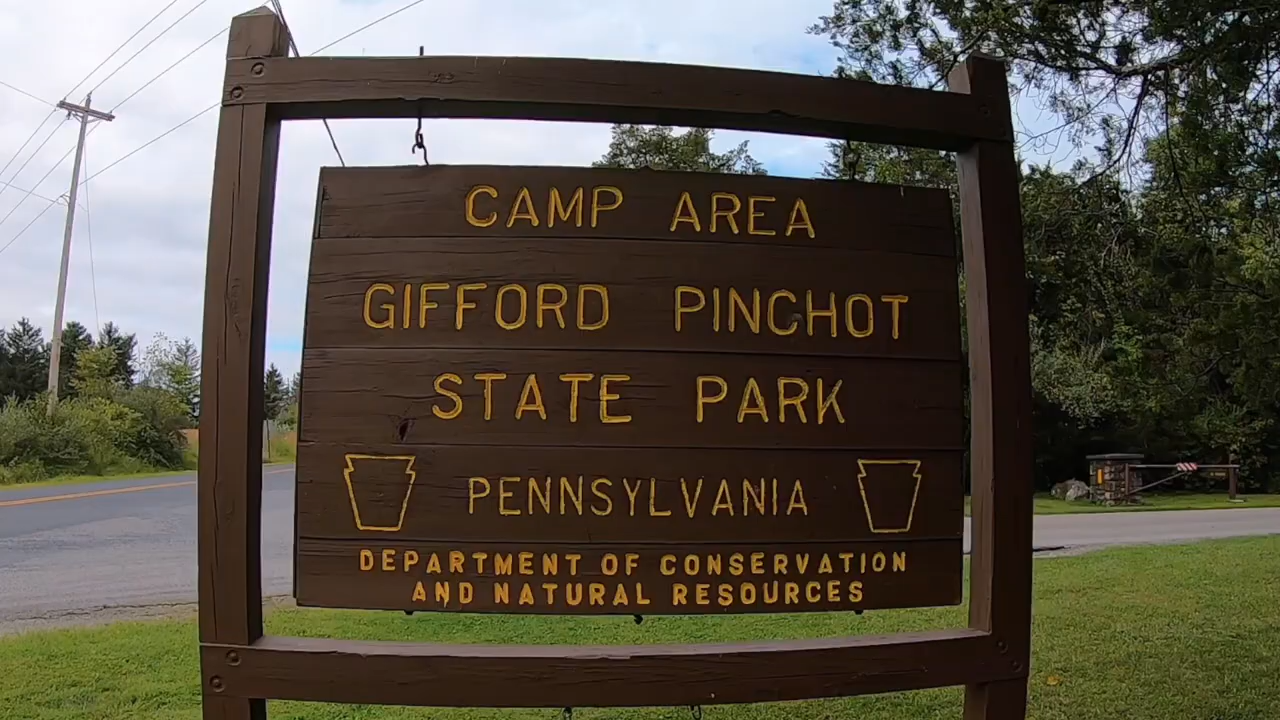 CAMP AREA
GIFFORD PINCHOT
STATE PARK
PENNSYLVANIA
DEPARTMENT OF CONSERVATION
AND NATURAL RESOURCES